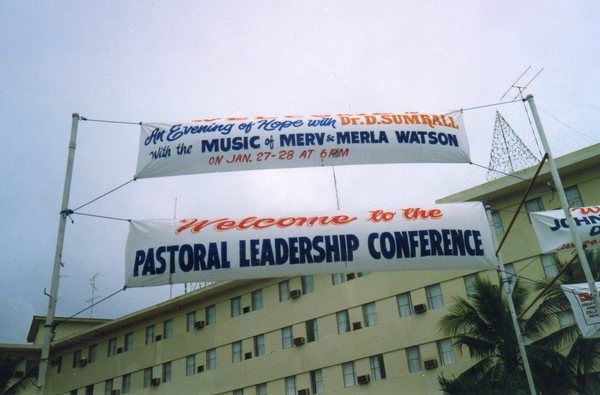 An Evening of Hope with Dr. D. SUMRALL
With the MUSIC of MERV & MERLA WATSON
ON JAN. 27-28 AT 6 PM
Welcome to the
PASTORAL LEADERSHIP CONFERENCE
JOHN